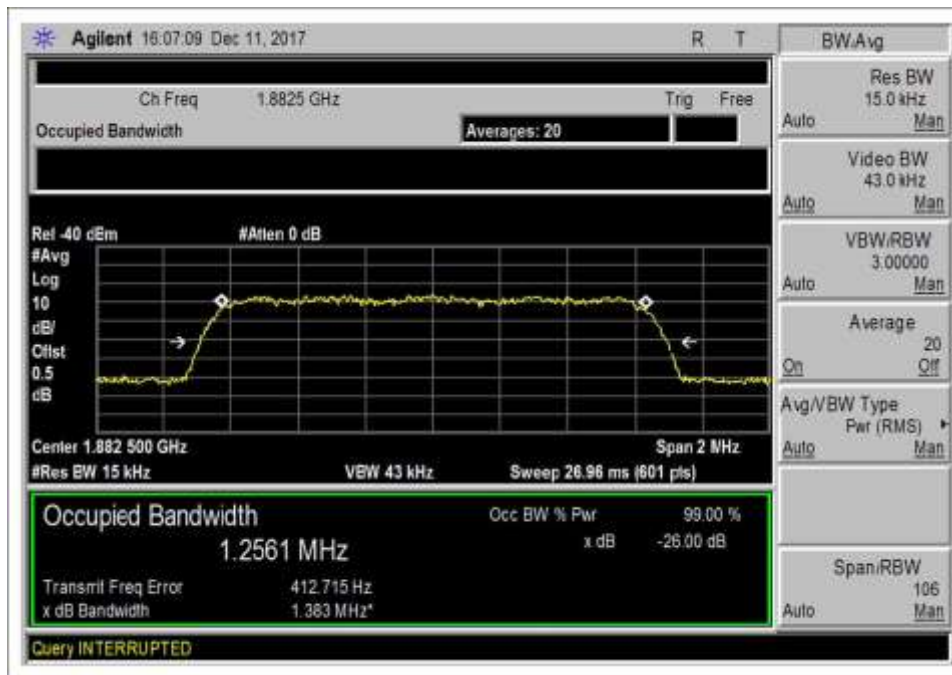 Agilent 16:07:09 Dec 11, 2017 R T
BW/Avg
Ch Freq 1.8825 GHz Trig Free
Occupied Bandwidth Averages: 20
Ref -40 dBm #Atten 0 dB
#Avg
Log
10
dB/
Offst
0.5
dB
Center 1.882 500 GHz Span 2 MHz
#Res BW 15 kHz VBW 43 kHz Sweep 26.96 ms (601 pts)
Occupied Bandwidth Occ BW % Pwr 99.00 %
1.2561 MHz x dB -26.00 dB
Transmit Freq Error 412.715 Hz
x dB Bandwidth 1.383 MHz*
Query INTERRUPTED
Res BW
15.0 kHz
Auto Man
Video BW
43.0 kHz
Auto Man
VBW/RBW
3.00000
Auto Man
Average
20
On Off
Avg/VBW Type
Pwr (RMS)
Auto Man
Span/RBW
106
Auto Man